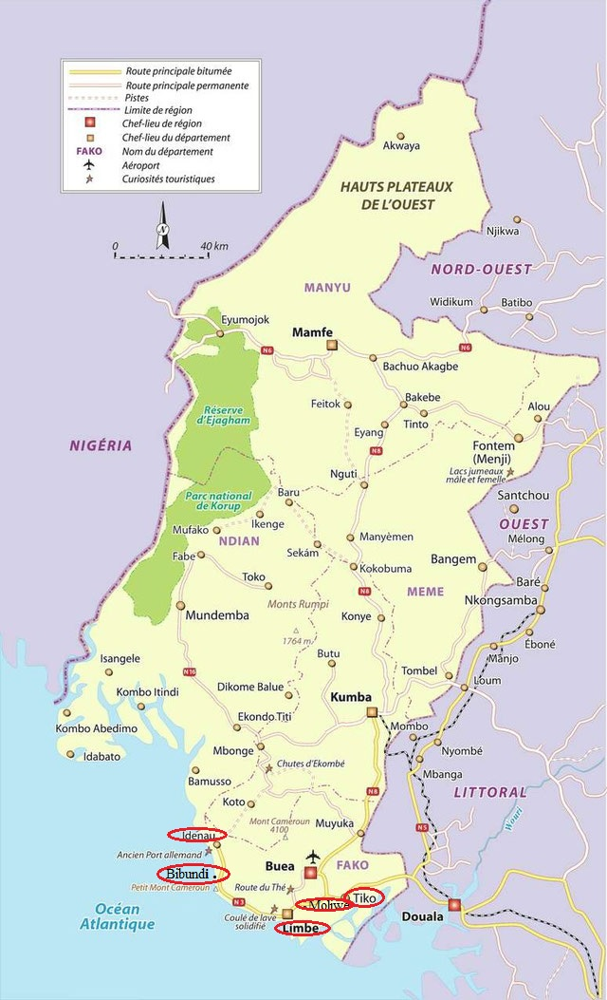 Route principale bitumée
Route principale permanente
Pistes
Limite de région
Chef-lieu de région
Chef-lieu du département
FAKO Nom du département
Aéroport
Curiosités touristiques
N
0 40 km
Akwaya
HAUTS PLATEAUX
DE L'OUEST
Njikwa
NORD-OUEST
MANYU
Widikum
Batibo
Eyumojok
Mamfe
N6
N6
Bachuo Akagbe
Feitok
Bakebe
Tinto
Alou
Réserve
d'Ejagham
Eyang
Fontem
(Menji)
NIGÉRIA
N8
Lacs jumeaux
mâle et femelle
Nguti
Parc national
de Korup
Baru
Santchou
Ikenge
OUEST
Mufako
NDIAN
Manyèmen
Mélong
Fabe
Sekám
Kokobuma
Bangem
Toko
Baré
N8
MEME
Nkongsamba
Monts Rumpi
Mundemba
Konye
1764 m
Éboné
Manjo
Isangele
Butu
N16
Tombel
Loum
Kombo Itindi
Dikome Balue
Kumba
Ekondo Titi
Kombo Abedimo
Mombo
Idabato
Mbonge
Nyombé
Chutes d'Ekombé
Mbanga
Bamusso
N8
LITTORAL
Koto
Mont Cameroun
4100
Muyuka
Wouri
Idenau
N5
Ancien Port allemand
Buea
FAKO
Bibundi
Petit Mont Cameroun
Route du Thé
N3
Mohwe
Tiko
Océan
Atlantique
Coulé de lave
solidifié
Limbe
Douala